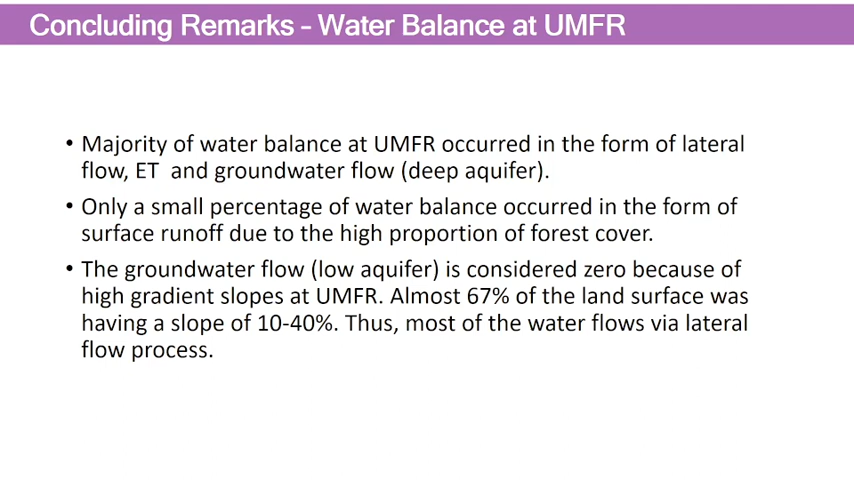 Concluding Remarks – Water Balance at UMFR
• Majority of water balance at UMFR occurred in the form of lateral
flow, ET  and groundwater flow (deep aquifer).
• Only a small percentage of water balance occurred in the form of
surface runoff due to the high proportion of forest cover.
• The groundwater flow (low aquifer) is considered zero because of
high gradient slopes at UMFR. Almost 67% of the land surface was
having a slope of 10-40%. Thus, most of the water flows via lateral
flow process.